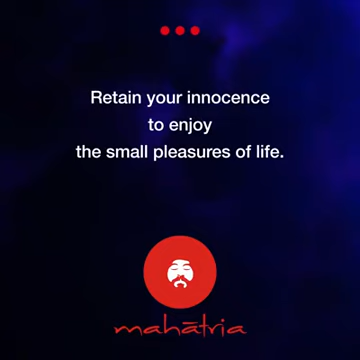 Retain your innocence
to enjoy
the small pleasures of life.
mahātria